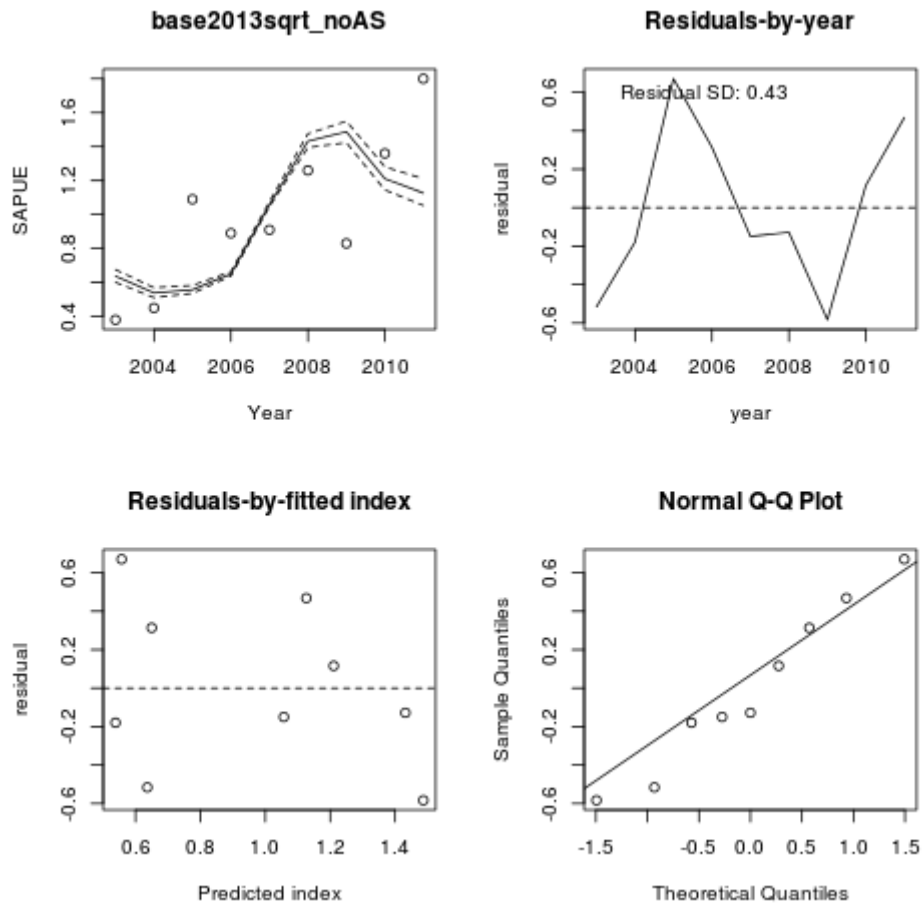 base2013sqrt_noAS
SAPUE
0.4 0.8 1.2 1.6
2004 2006 2008 2010
Year
Residuals-by-year
Residual SD: 0.43
residual
-0.6 -0.2 0.2 0.6
2004 2006 2008 2010
year
Residuals-by-fitted index
residual
-0.6 -0.2 0.2 0.6
0.6 0.8 1.0 1.2 1.4
Predicted index
Normal Q-Q Plot
Sample Quantiles
-0.6 -0.2 0.2 0.6
-1.5 -0.5 0.0 0.5 1.0 1.5
Theoretical Quantiles